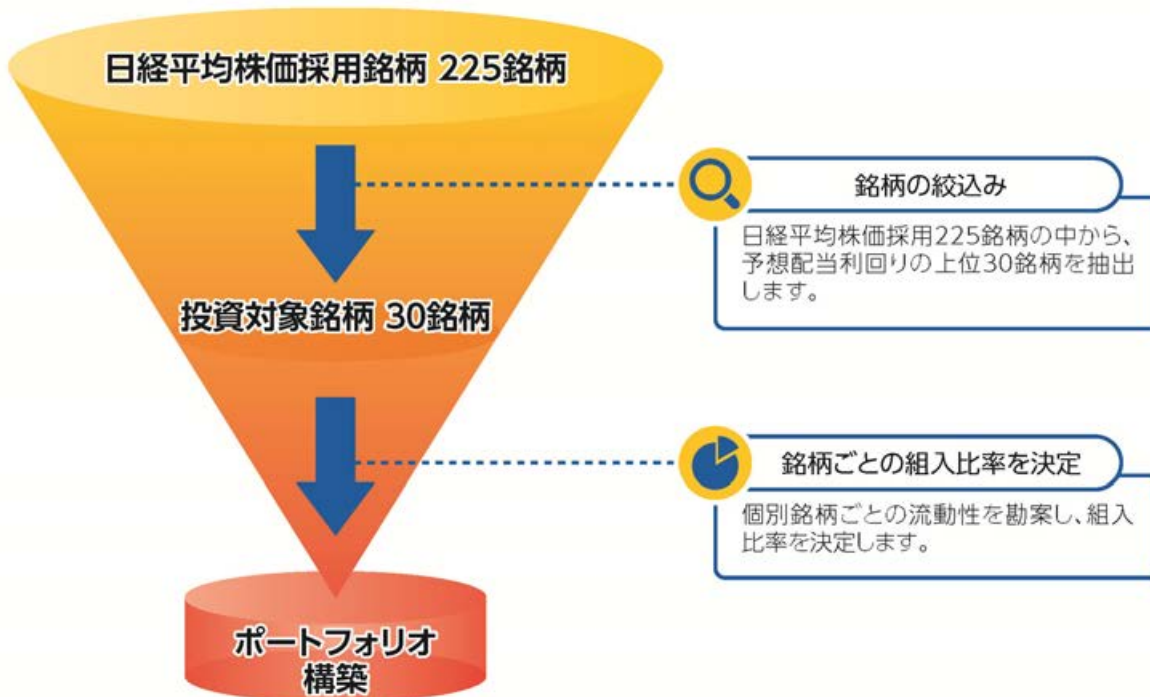 日経平均株価採用銘柄 225銘柄
銘柄の絞込み
日経平均株価採用225銘柄の中から、
予想配当利回りの上位30銘柄を抽出
します。
投資対象銘柄 30銘柄
銘柄ごとの組入比率を決定
個別銘柄ごとの流動性を勘案し、組入
比率を決定します。
ポートフォリオ
構築